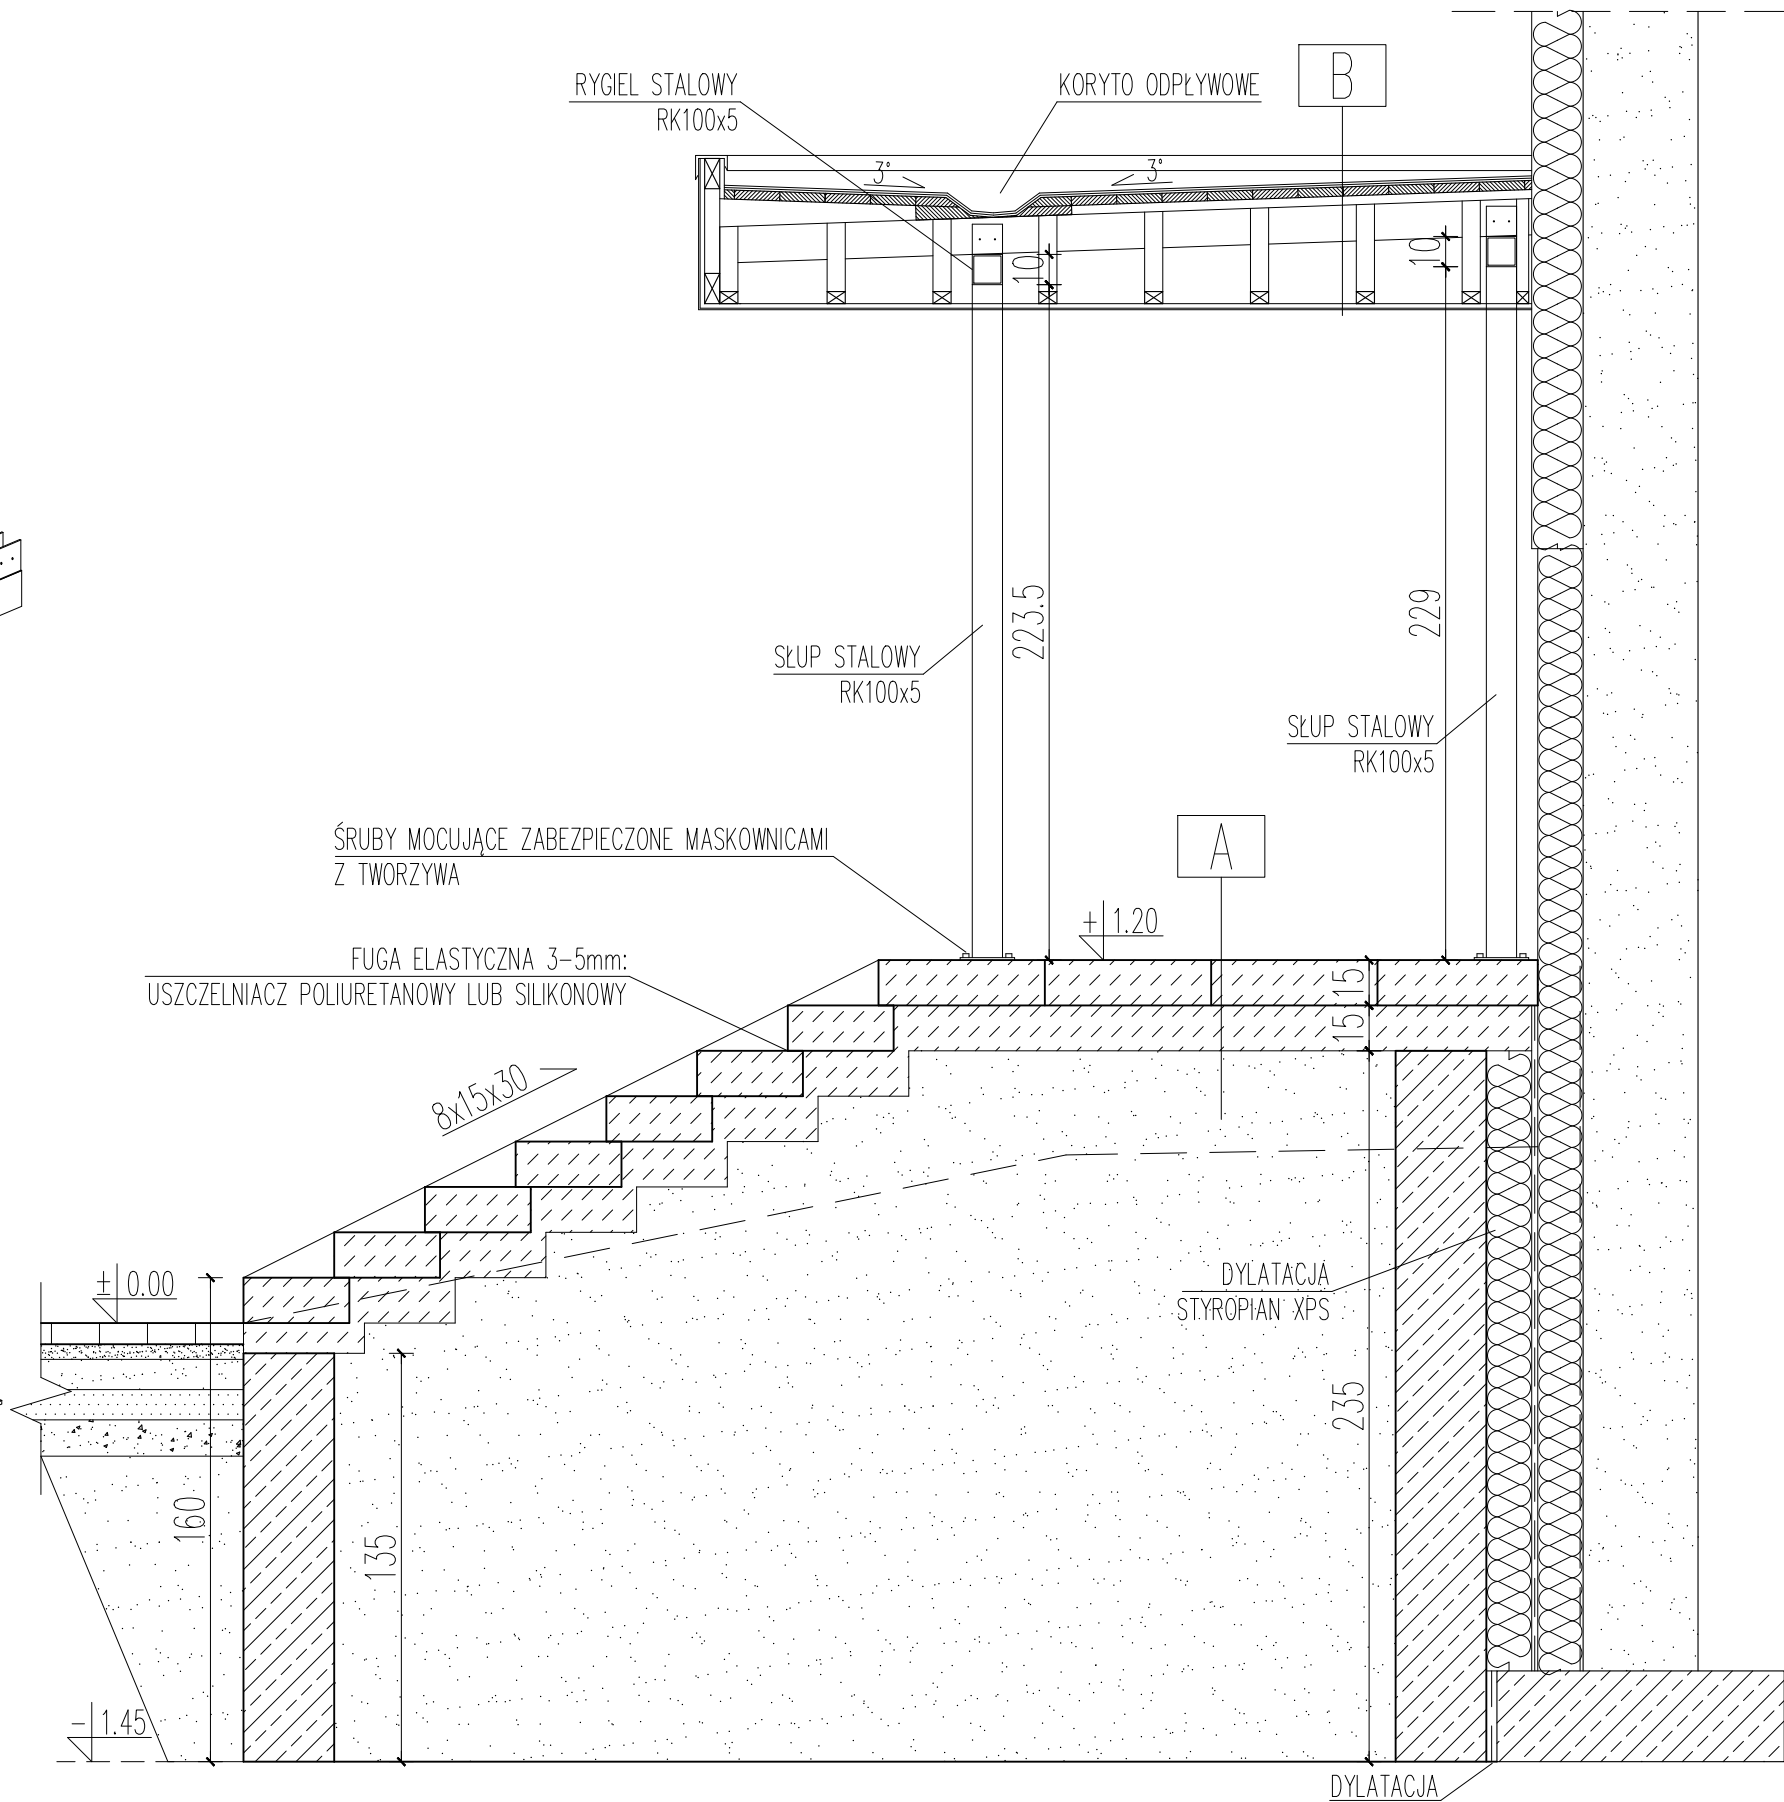 RYGIEL STALOWY
RK100x5
KORYTO ODPŁYWOWE
B
3°
3°
10
10
223.5
229
SŁUP STALOWY
RK100x5
SŁUP STALOWY
RK100x5
ŚRUBY MOCUJĄCE ZABEZPIECZONE MASKOWNICAMI
Z TWORZYWA
A
+ 1.20
FUGA ELASTYCZNA 3-5mm:
USZCZELNIACZ POLIURETANOWY LUB SILIKONOWY
15
15
8x15x30
± 0.00
DYLATACJA
STYROPIAN XPS
235
160
135
- 1.45
DYLATACJA